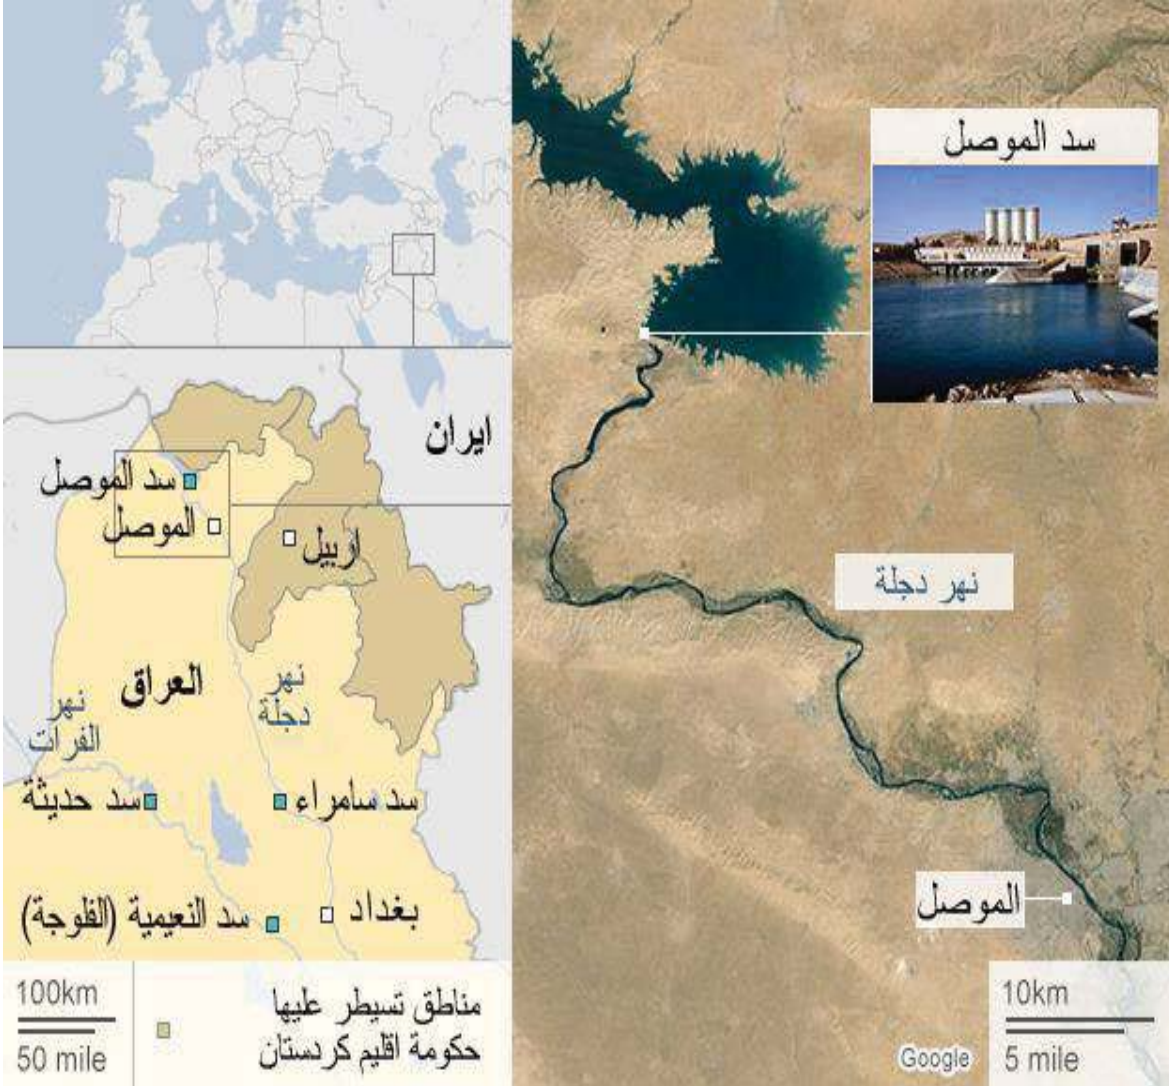 سد الموصل
ايران
سد الموصل
الموصل
اربيل
نهر دجلة
العراق
نهر
دجلة
نهر
الفرات
سد حديثة
سد سامراء
الموصل
سد النعيمية (الفلوجة)
بغداد
100km
50 mile
مناطق تسيطر عليها
حكومة اقليم كردستان
10km
5 mile
Google